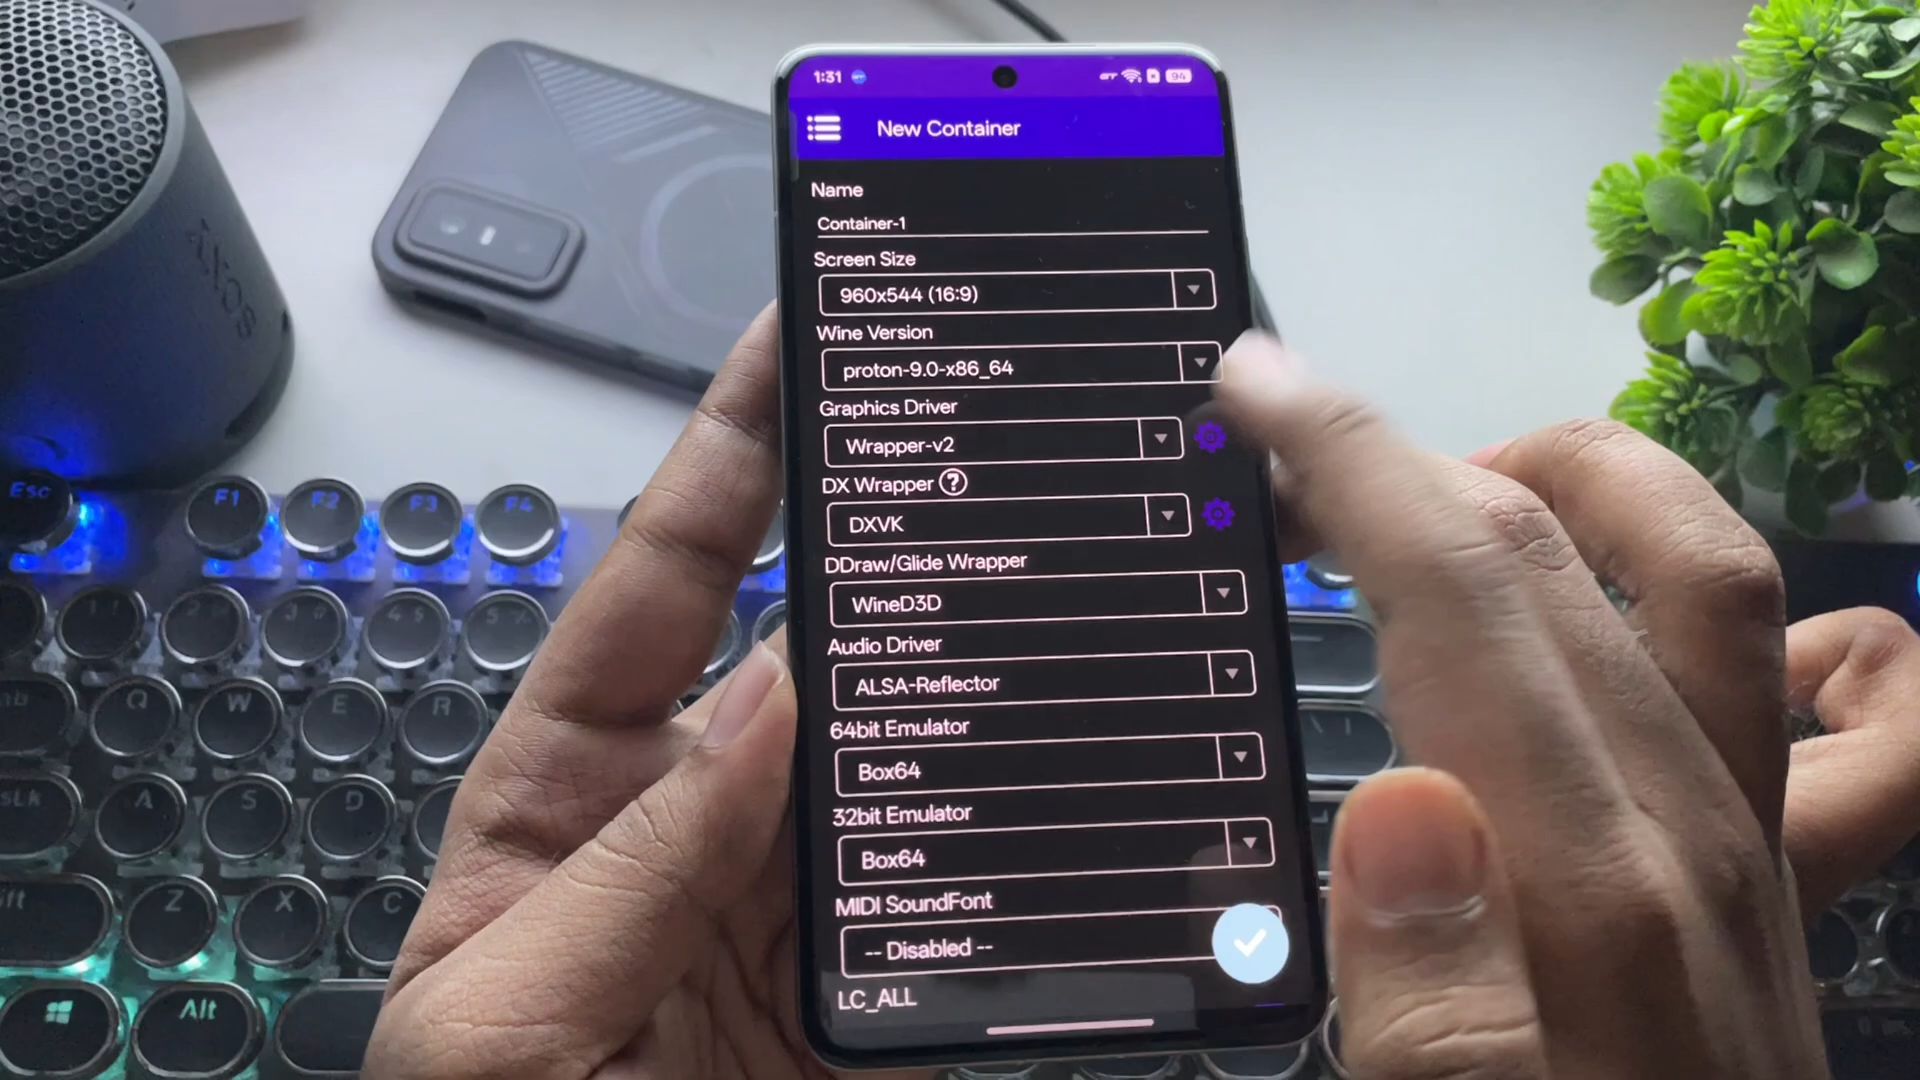 1:31
94
New Container
Name
Container-1
Screen Size
960x544 (16:9)
Wine Version
proton-9.0-x86_64
Graphics Driver
Wrapper-v2
DX Wrapper ?
DXVK
DDraw/Glide Wrapper
WineD3D
Audio Driver
ALSA-Reflector
64bit Emulator
Box64
32bit Emulator
Box64
MIDI SoundFont
-- Disabled --
LC_ALL
Esc
F1
F2
F3
F4
Q
W
E
R
A
S
D
Z
X
C
Alt